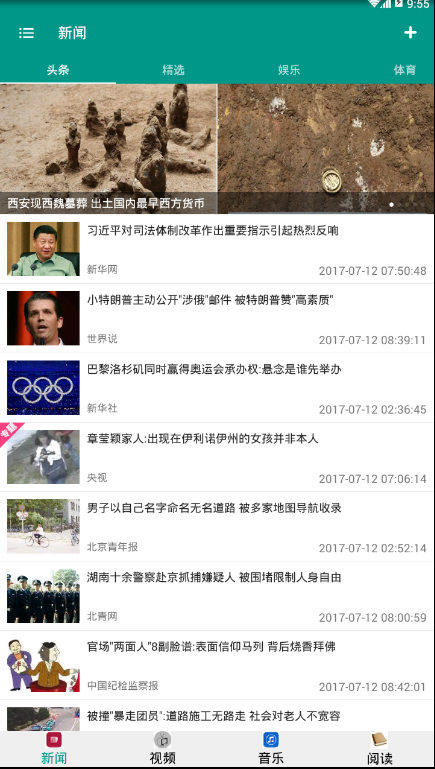 9:55
新闻
头条 精选 娱乐 体育
西安现西魏墓葬 出土国内最早西方货币
习近平对司法体制改革作出重要指示引起热烈反响
新华网 2017-07-12 07:50:48
小特朗普主动公开"涉俄"邮件 被特朗普赞"高素质"
世界说 2017-07-12 08:39:11
巴黎洛杉矶同时赢得奥运会承办权:悬念是谁先举办
新华社 2017-07-12 02:36:45
专题
章莹颖家人:出现在伊利诺伊州的女孩并非本人
央视 2017-07-12 07:06:14
男子以自己名字命名无名道路 被多家地图导航收录
北京青年报 2017-07-12 02:52:14
湖南十余警察赴京抓捕嫌疑人 被围堵限制人身自由
北青网 2017-07-12 08:00:59
官场"两面人"8副脸谱:表面信仰马列 背后烧香拜佛
中国纪检监察报 2017-07-12 08:42:01
被撞"暴走团员":道路施工无路走 社会对老人不宽容
新闻 视频 音乐 阅读